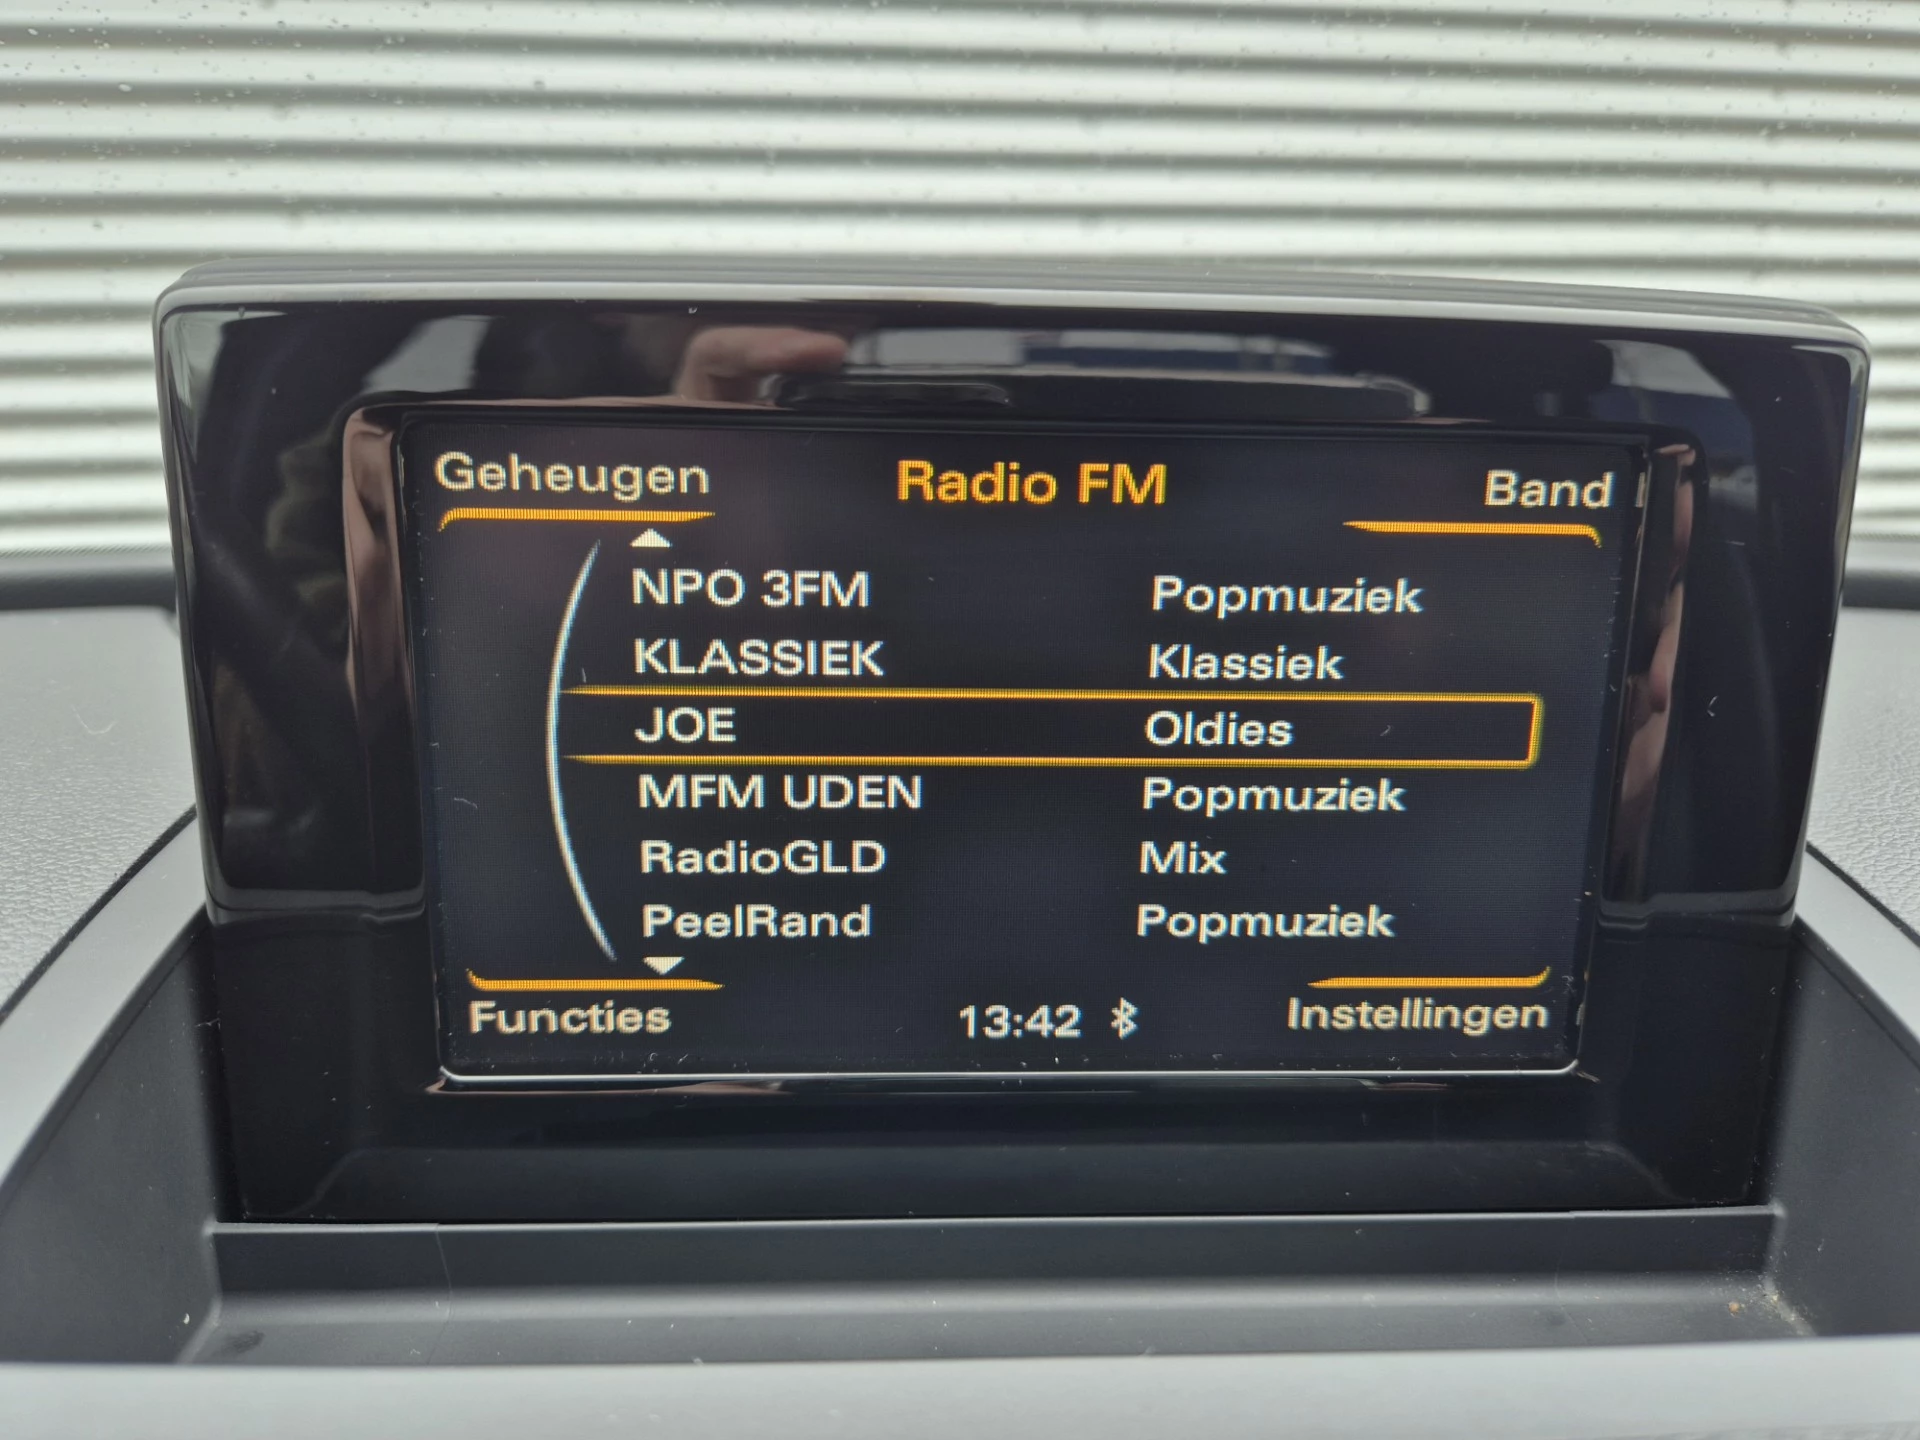 Geheugen Radio FM Band
NPO 3FM Popmuziek
KLASSIEK Klassiek
JOE Oldies
MFM UDEN Popmuziek
RadioGLD Mix
PeelRand Popmuziek
Functies 13:42 Instellingen